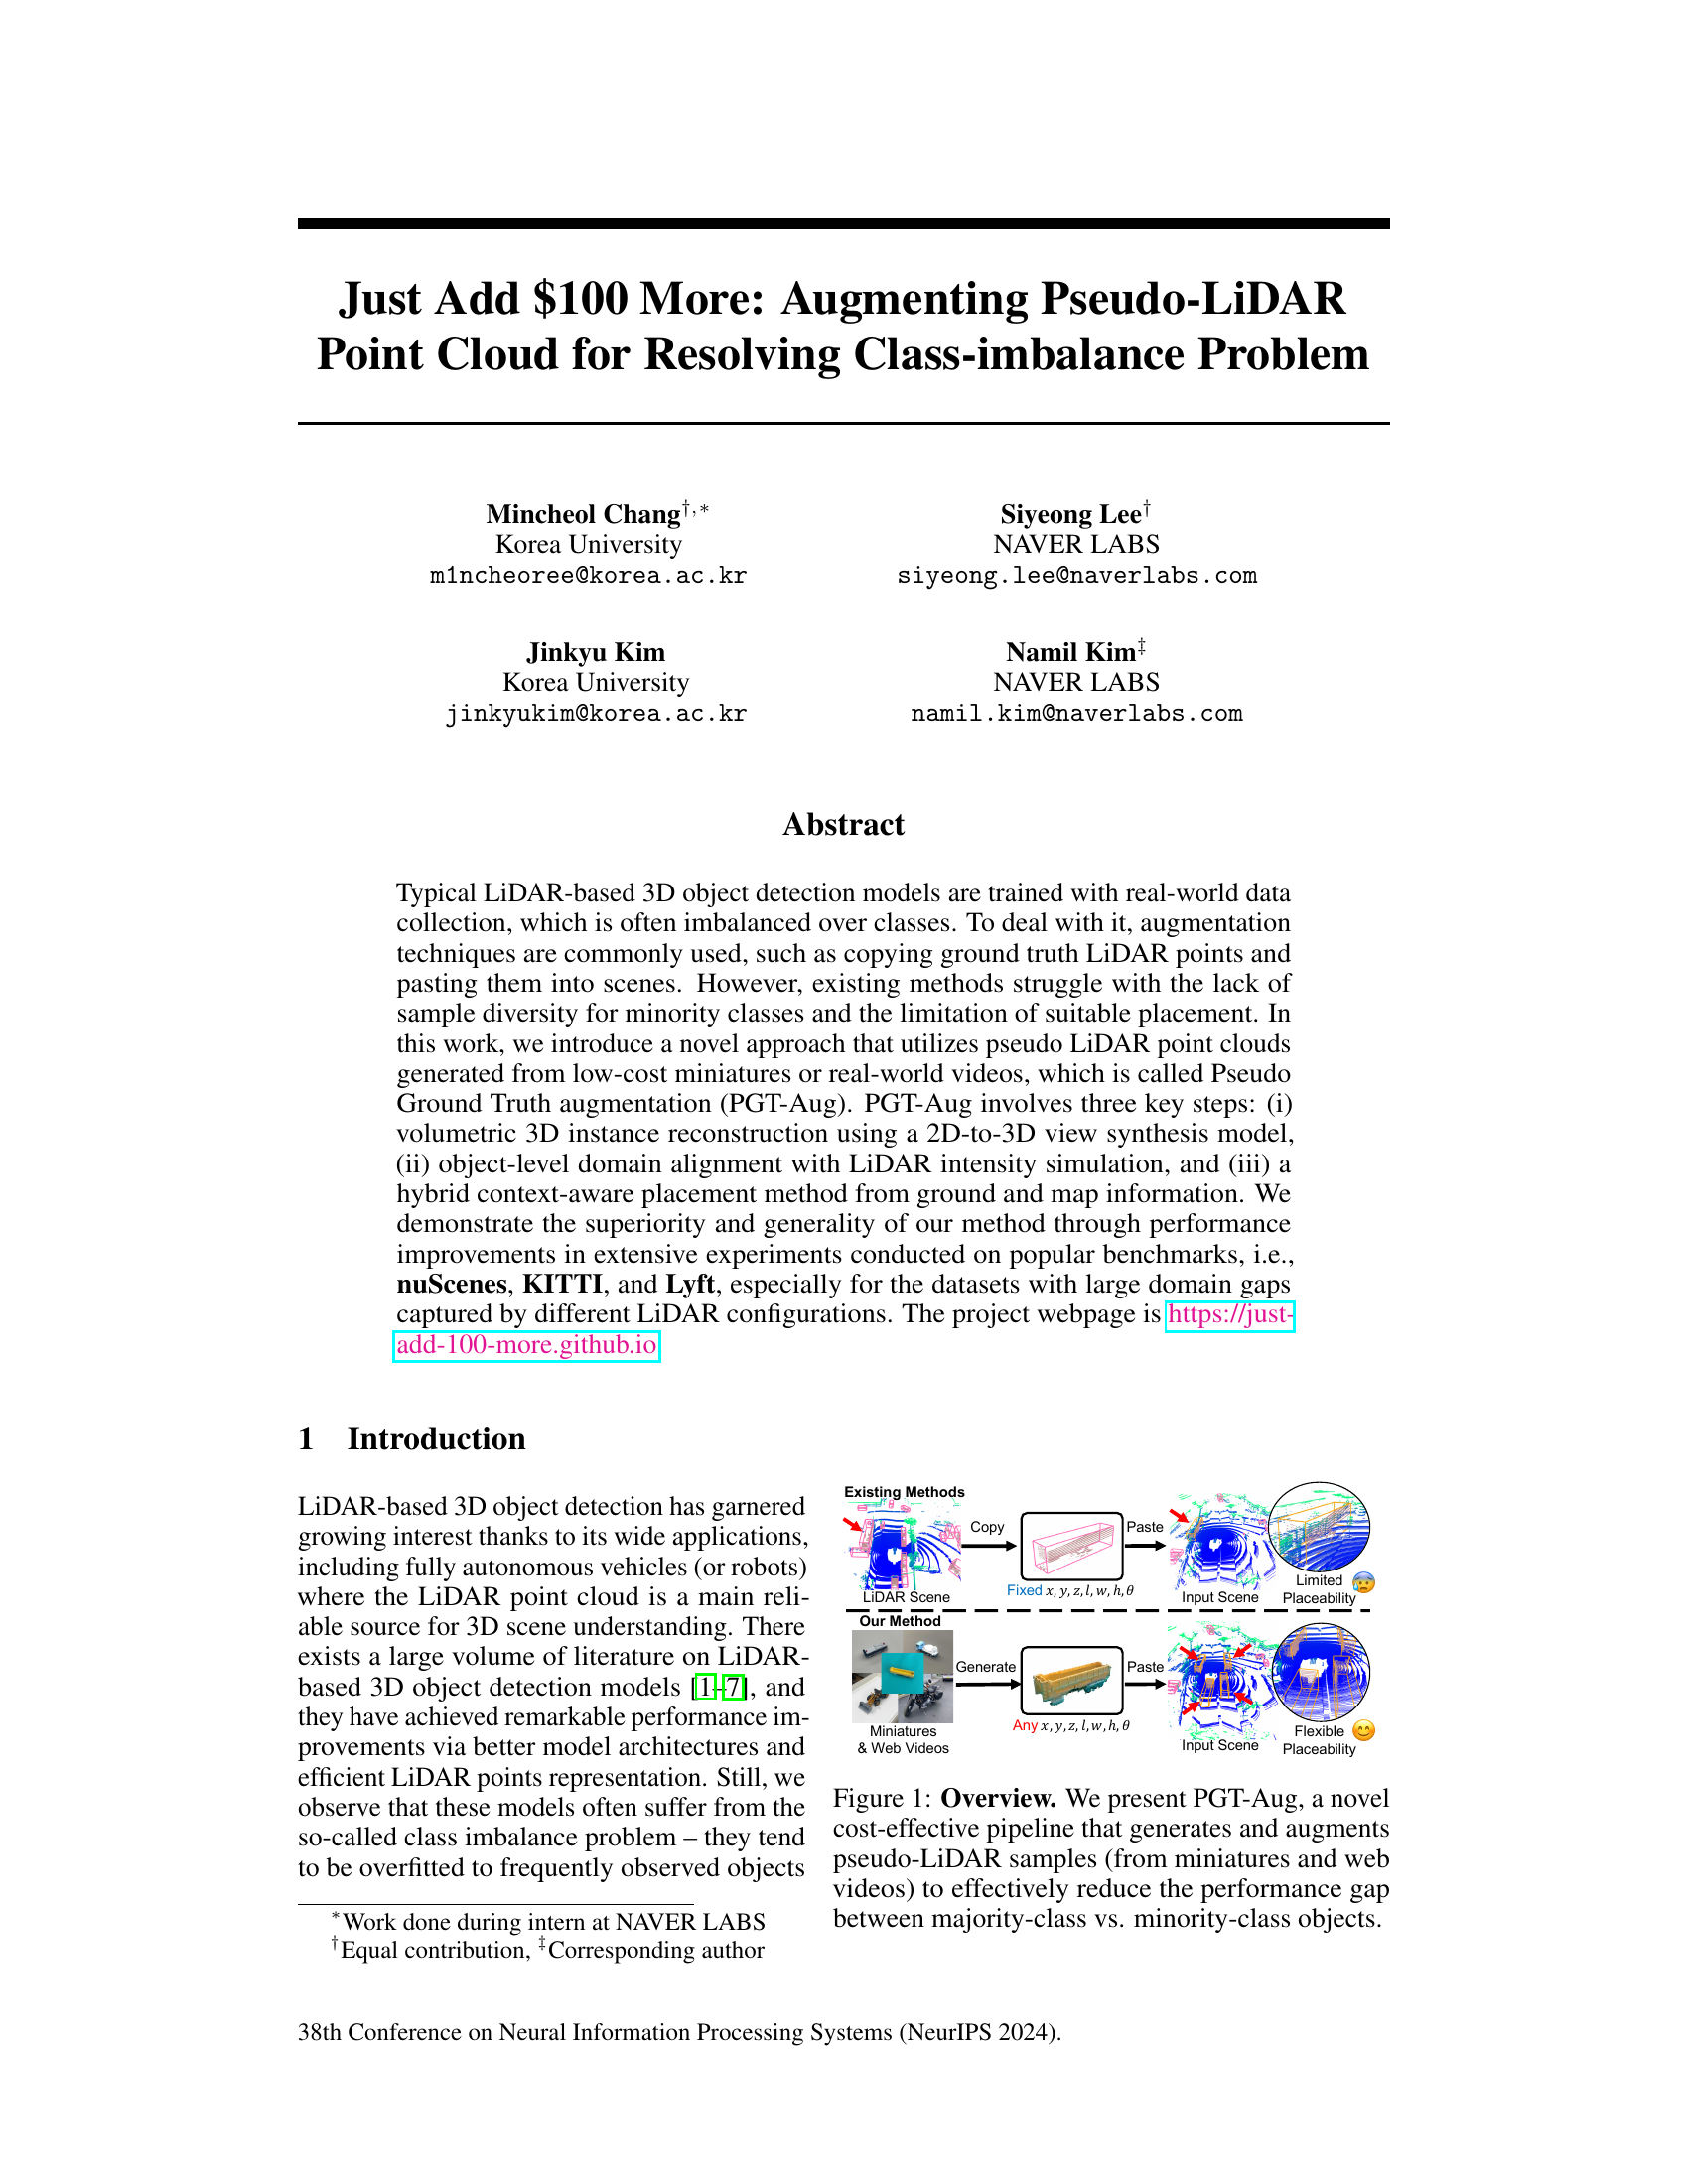 Just Add $100 More: Augmenting Pseudo-LiDAR
Point Cloud for Resolving Class-imbalance Problem
Mincheol Chang†,∗
Korea University
m1ncheoree@korea.ac.kr
Siyeong Lee†
NAVER LABS
siyeong.lee@naverlabs.com
Jinkyu Kim
Korea University
jinkyukim@korea.ac.kr
Namil Kim‡
NAVER LABS
namil.kim@naverlabs.com
Abstract
Typical LiDAR-based 3D object detection models are trained with real-world data
collection, which is often imbalanced over classes. To deal with it, augmentation
techniques are commonly used, such as copying ground truth LiDAR points and
pasting them into scenes. However, existing methods struggle with the lack of
sample diversity for minority classes and the limitation of suitable placement. In
this work, we introduce a novel approach that utilizes pseudo LiDAR point clouds
generated from low-cost miniatures or real-world videos, which is called Pseudo
Ground Truth augmentation (PGT-Aug). PGT-Aug involves three key steps: (i)
volumetric 3D instance reconstruction using a 2D-to-3D view synthesis model,
(ii) object-level domain alignment with LiDAR intensity simulation, and (iii) a
hybrid context-aware placement method from ground and map information. We
demonstrate the superiority and generality of our method through performance
improvements in extensive experiments conducted on popular benchmarks, i.e.,
nuScenes, KITTI, and Lyft, especially for the datasets with large domain gaps
captured by different LiDAR configurations. The project webpage is https://just-
add-100-more.github.io
1 Introduction
LiDAR-based 3D object detection has garnered
growing interest thanks to its wide applications,
including fully autonomous vehicles (or robots)
where the LiDAR point cloud is a main reli-
able source for 3D scene understanding. There
exists a large volume of literature on LiDAR-
based 3D object detection models [1–7], and
they have achieved remarkable performance im-
provements via better model architectures and
efficient LiDAR points representation. Still, we
observe that these models often suffer from the
so-called class imbalance problem – they tend
to be overfitted to frequently observed objects
∗Work done during intern at NAVER LABS
†Equal contribution, ‡Corresponding author
Existing Methods
LiDAR Scene
Copy
Fixed x, y, z, l, w, h, θ
Paste
Input Scene
Limited
Placeability
Our Method
Miniatures
& Web Videos
Generate
Any x, y, z, l, w, h, θ
Paste
Input Scene
Flexible
Placeability
Figure 1: Overview. We present PGT-Aug, a novel
cost-effective pipeline that generates and augments
pseudo-LiDAR samples (from miniatures and web
videos) to effectively reduce the performance gap
between majority-class vs. minority-class objects.
38th Conference on Neural Information Processing Systems (NeurIPS 2024).